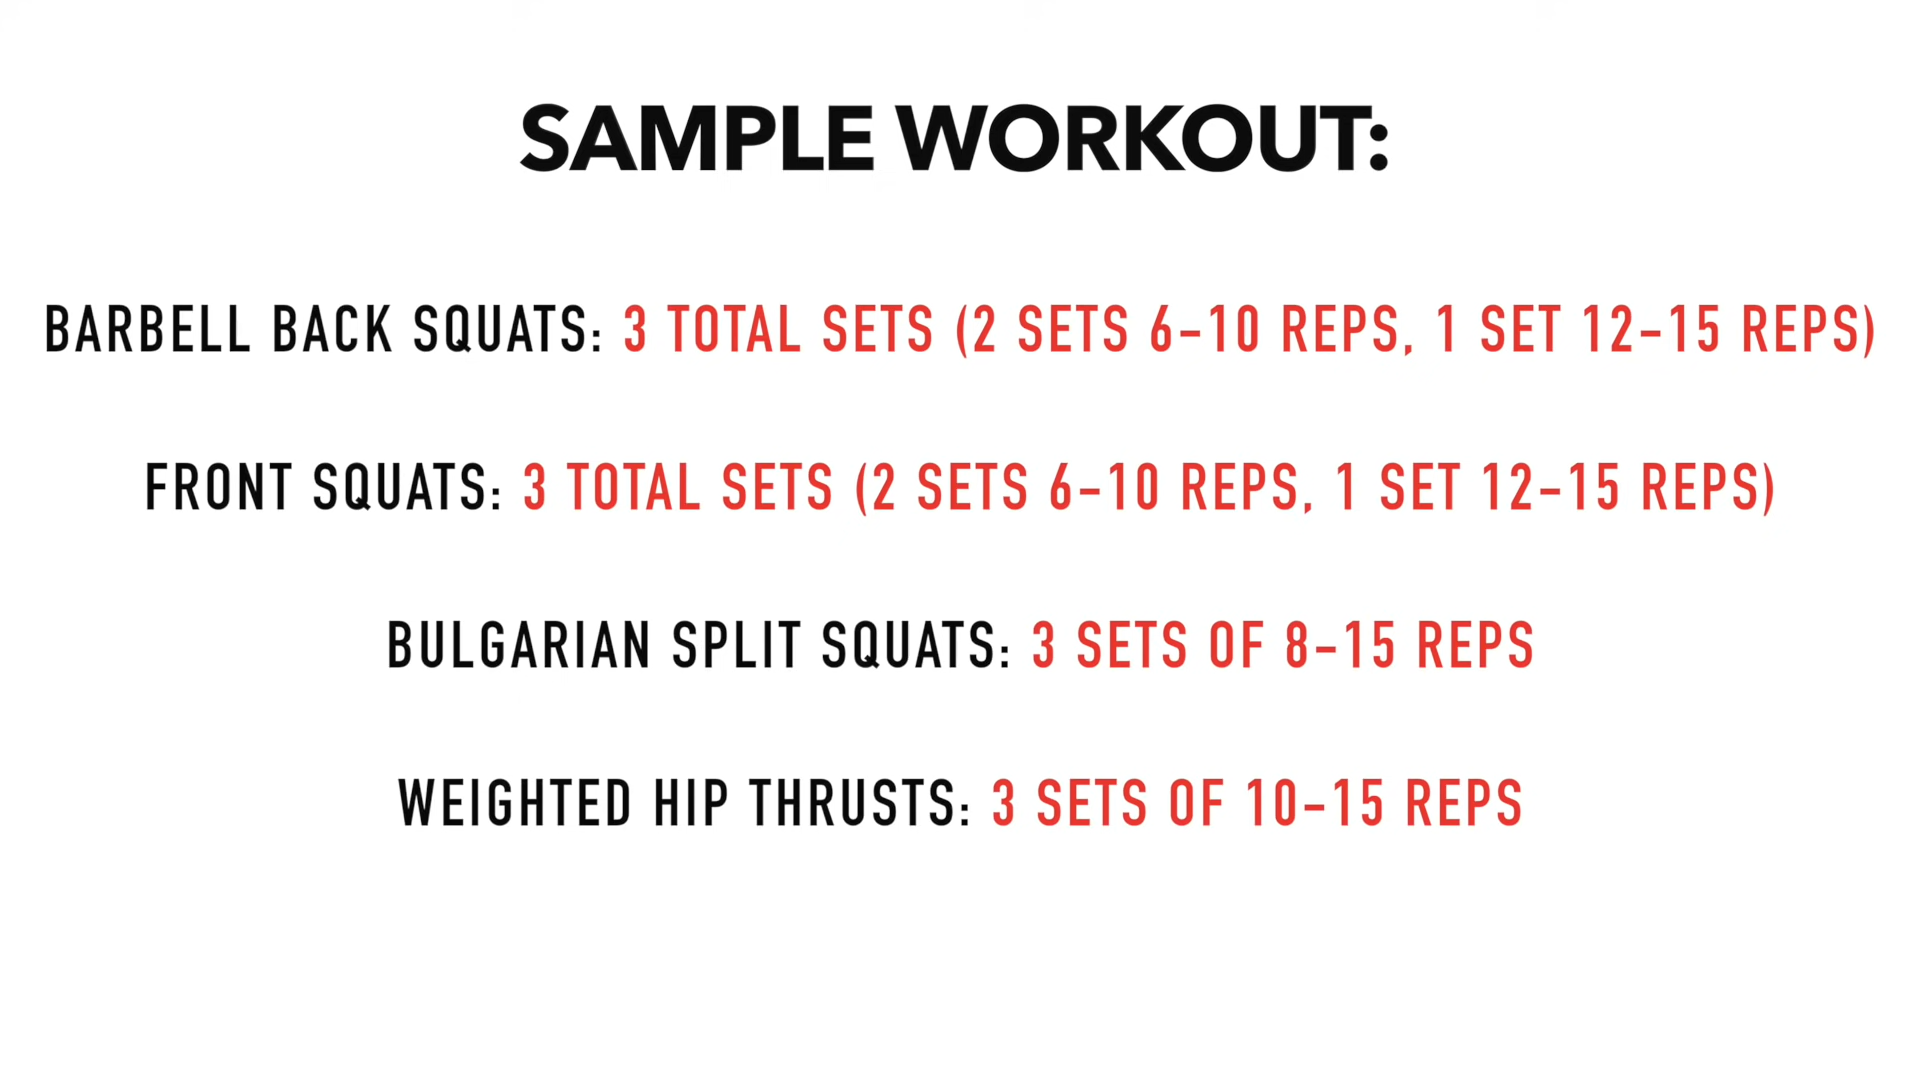 SAMPLE WORKOUT:
BARBELL BACK SQUATS: 3 TOTAL SETS (2 SETS 6-10 REPS, 1 SET 12-15 REPS)
FRONT SQUATS: 3 TOTAL SETS (2 SETS 6-10 REPS, 1 SET 12-15 REPS)
BULGARIAN SPLIT SQUATS: 3 SETS OF 8-15 REPS
WEIGHTED HIP THRUSTS: 3 SETS OF 10-15 REPS